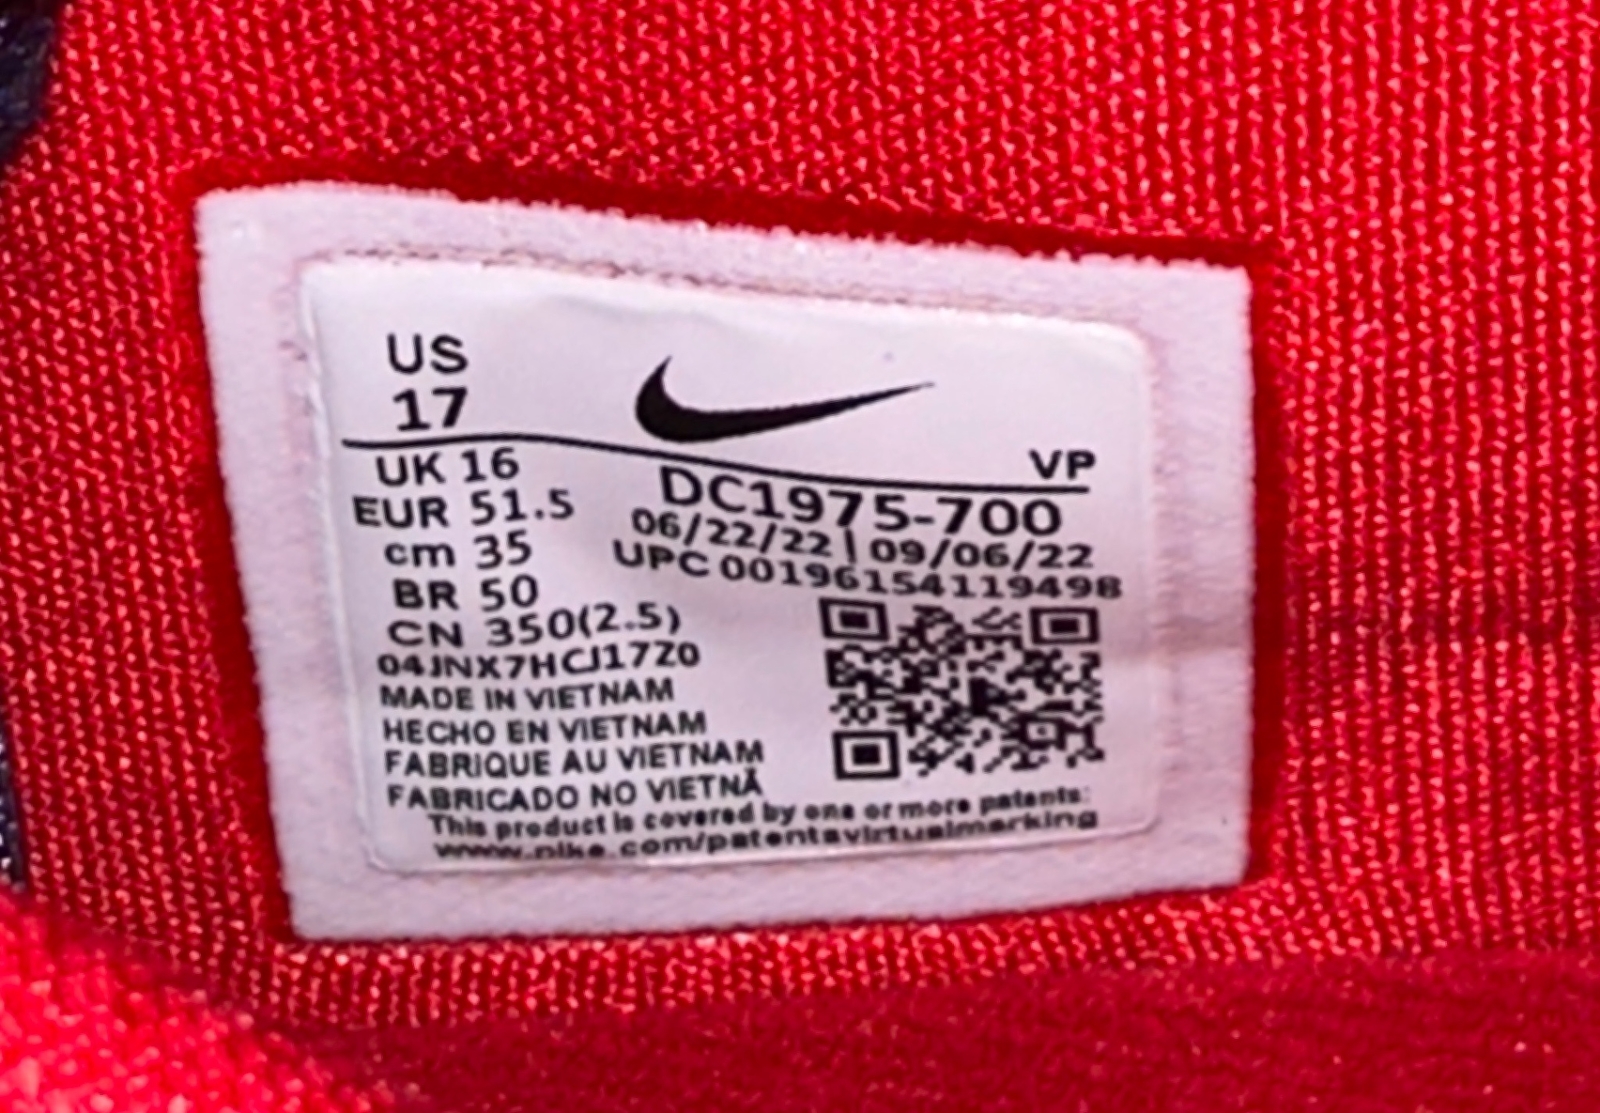 US
17
VP
UK 16
EUR 51.5
cm 35
BR 50
CN 350(2.5)
DC1975-700
06/22/22 | 09/06/22
UPC 00196154119498
04JNX7HCJ17Z0
MADE IN VIETNAM
HECHO EN VIETNAM
FABRIQUE AU VIETNAM
FABRICADO NO VIETNÃ
This product is covered by one or more patents:
www.nike.com/patentsvirtualmarking